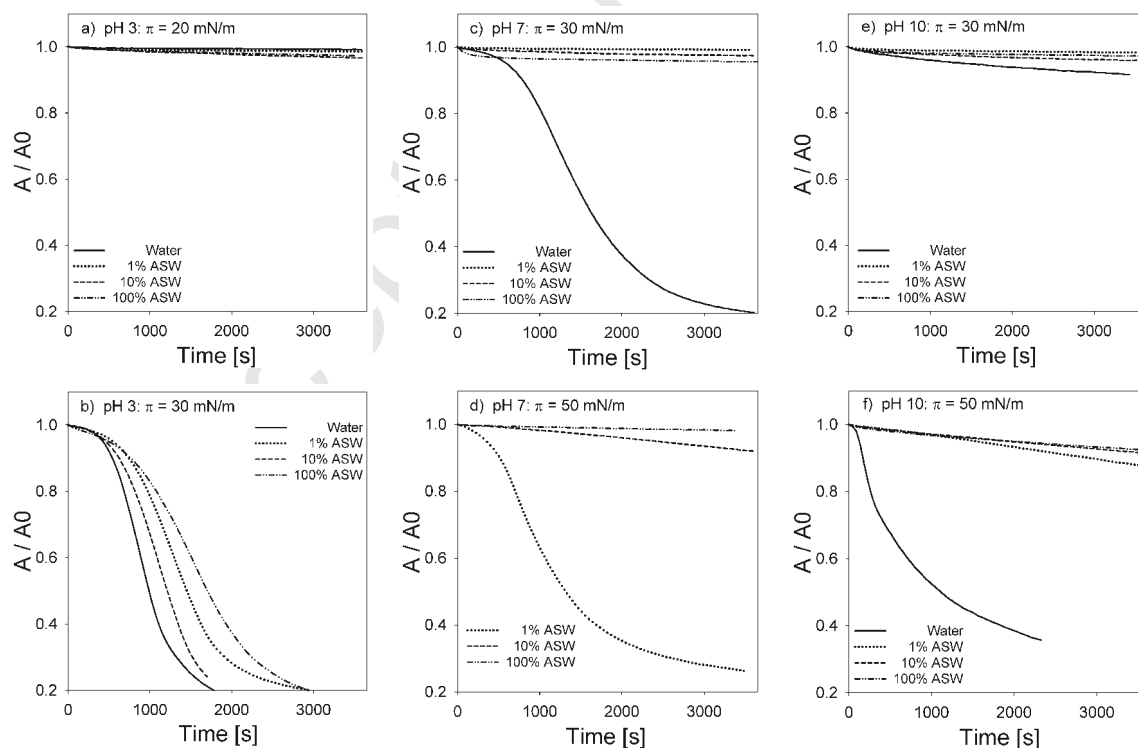 a) pH 3: π = 20 mN/m
A / A0
1.0
0.8
0.6
0.4
0.2
Water
1% ASW
10% ASW
100% ASW
0 1000 2000 3000
Time [s]
c) pH 7: π = 30 mN/m
A / A0
1.0
0.8
0.6
0.4
0.2
Water
1% ASW
10% ASW
100% ASW
0 1000 2000 3000
Time [s]
e) pH 10: π = 30 mN/m
A / A0
1.0
0.8
0.6
0.4
0.2
Water
1% ASW
10% ASW
100% ASW
0 1000 2000 3000
Time [s]
b) pH 3: π = 30 mN/m
A / A0
1.0
0.8
0.6
0.4
0.2
Water
1% ASW
10% ASW
100% ASW
0 1000 2000 3000
Time [s]
d) pH 7: π = 50 mN/m
A / A0
1.0
0.8
0.6
0.4
0.2
1% ASW
10% ASW
100% ASW
0 1000 2000 3000
Time [s]
f) pH 10: π = 50 mN/m
A / A0
1.0
0.8
0.6
0.4
0.2
Water
1% ASW
10% ASW
100% ASW
0 1000 2000 3000
Time [s]